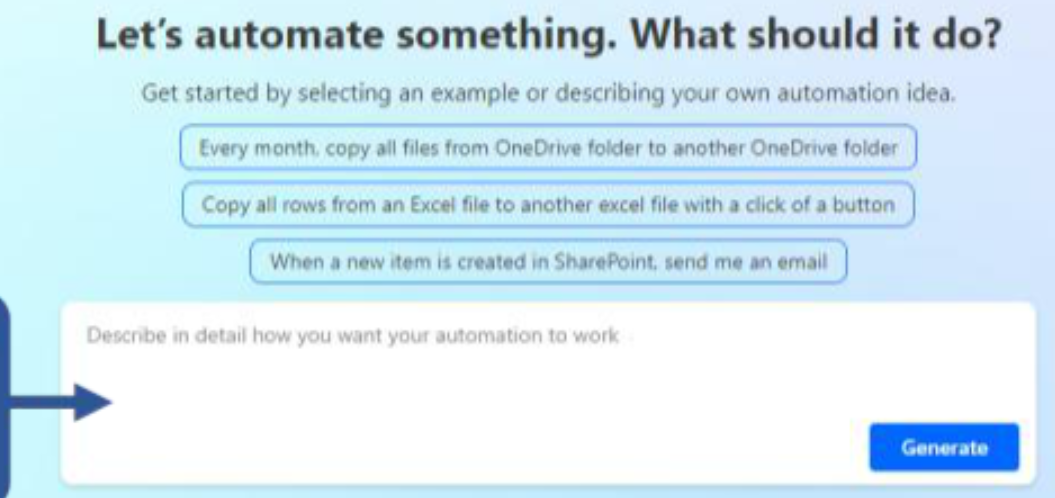 Let's automate something. What should it do?
Get started by selecting an example or describing your own automation idea.
Every month, copy all files from OneDrive folder to another OneDrive folder
Copy all rows from an Excel file to another excel file with a click of a button
When a new item is created in SharePoint, send me an email
Describe in detail how you want your automation to work
Generate